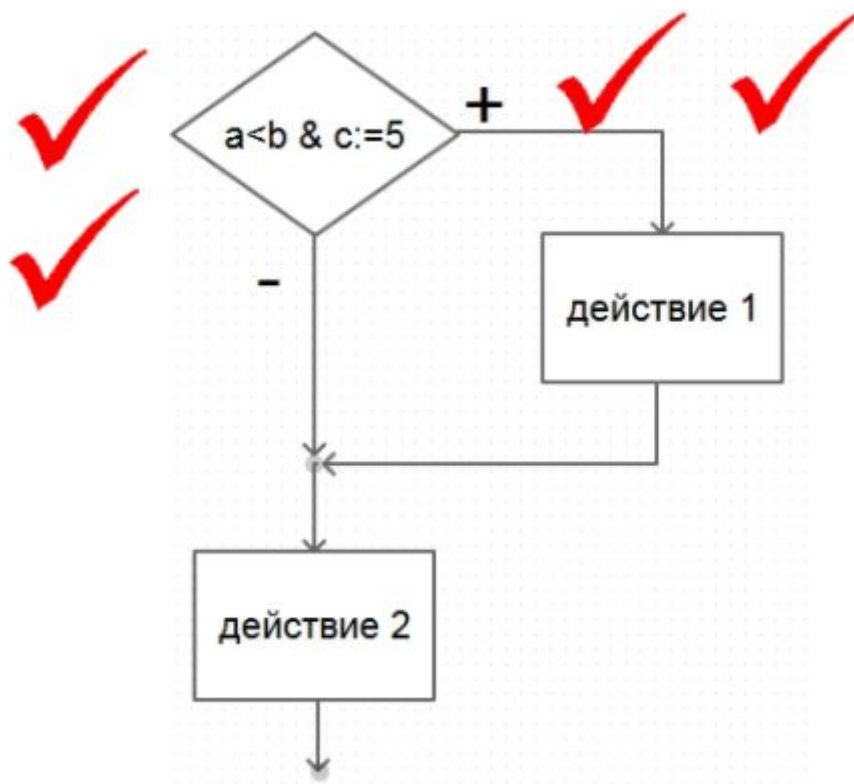 a<b & c:=5
+
-
действие 1
действие 2